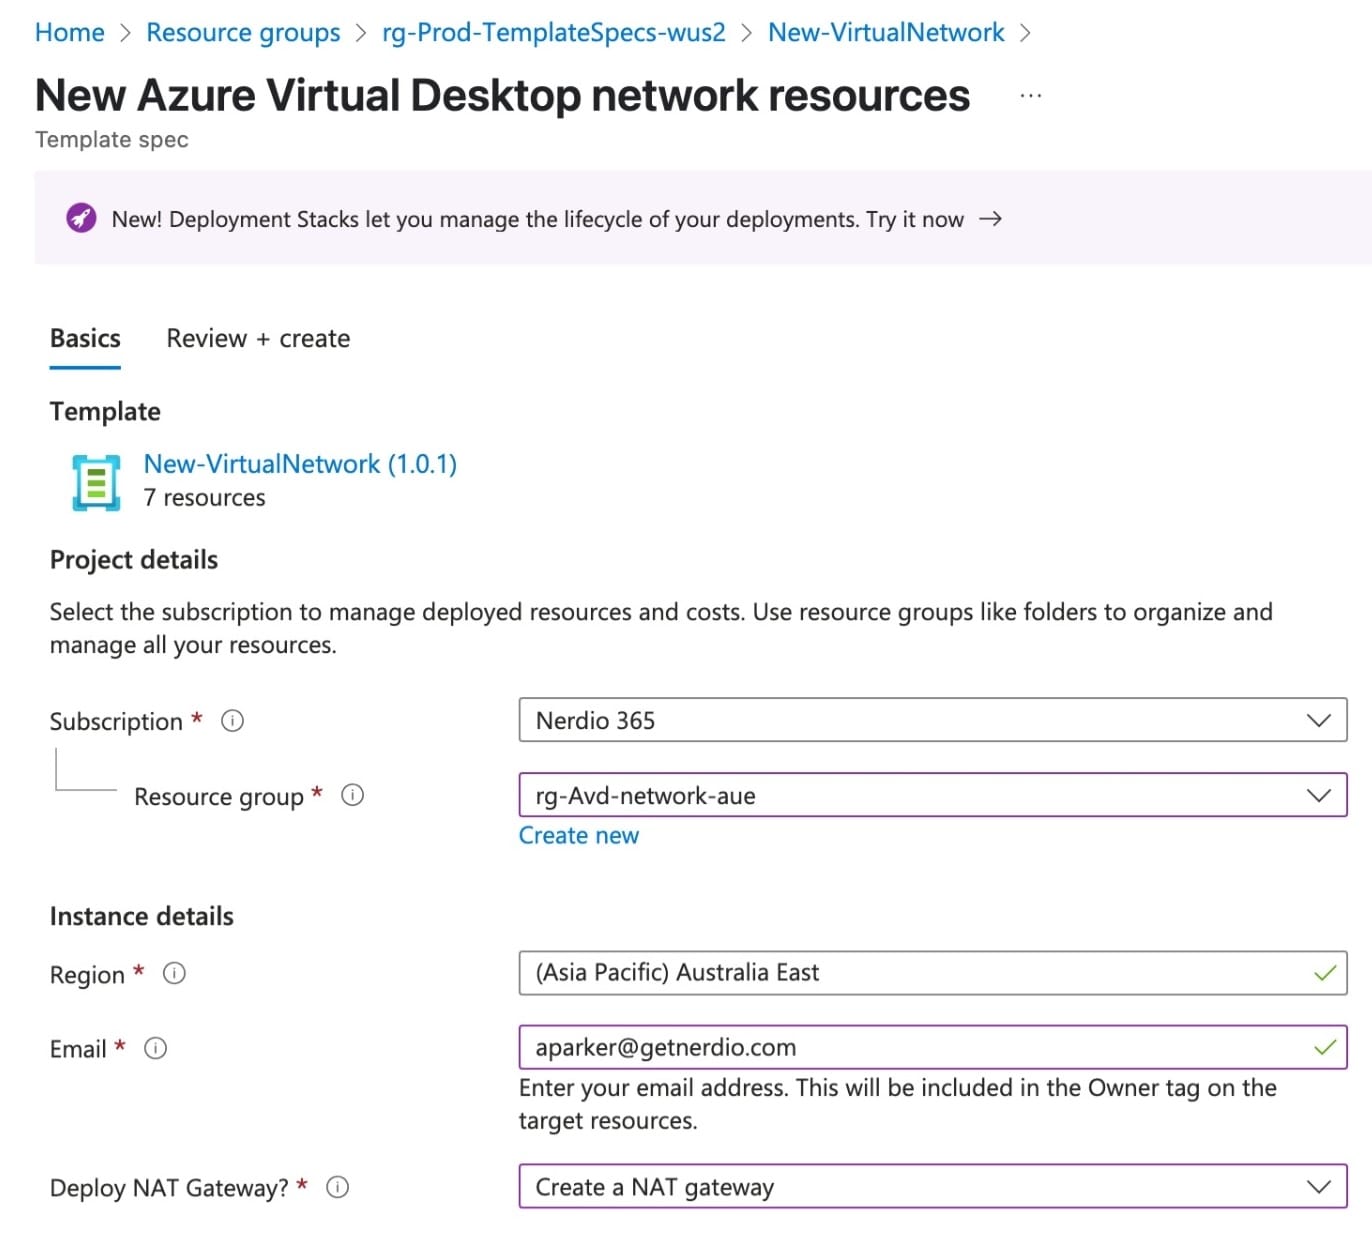 Home > Resource groups > rg-Prod-TemplateSpecs-wus2 > New-VirtualNetwork >
New Azure Virtual Desktop network resources ...
Template spec
New! Deployment Stacks let you manage the lifecycle of your deployments. Try it now →
Basics Review + create
Template
New-VirtualNetwork (1.0.1)
7 resources
Project details
Select the subscription to manage deployed resources and costs. Use resource groups like folders to organize and
manage all your resources.
Subscription * Nerdio 365
Resource group * rg-Avd-network-aue
Create new
Instance details
Region * (Asia Pacific) Australia East
Email * aparker@getnerdio.com
Enter your email address. This will be included in the Owner tag on the
target resources.
Deploy NAT Gateway? * Create a NAT gateway